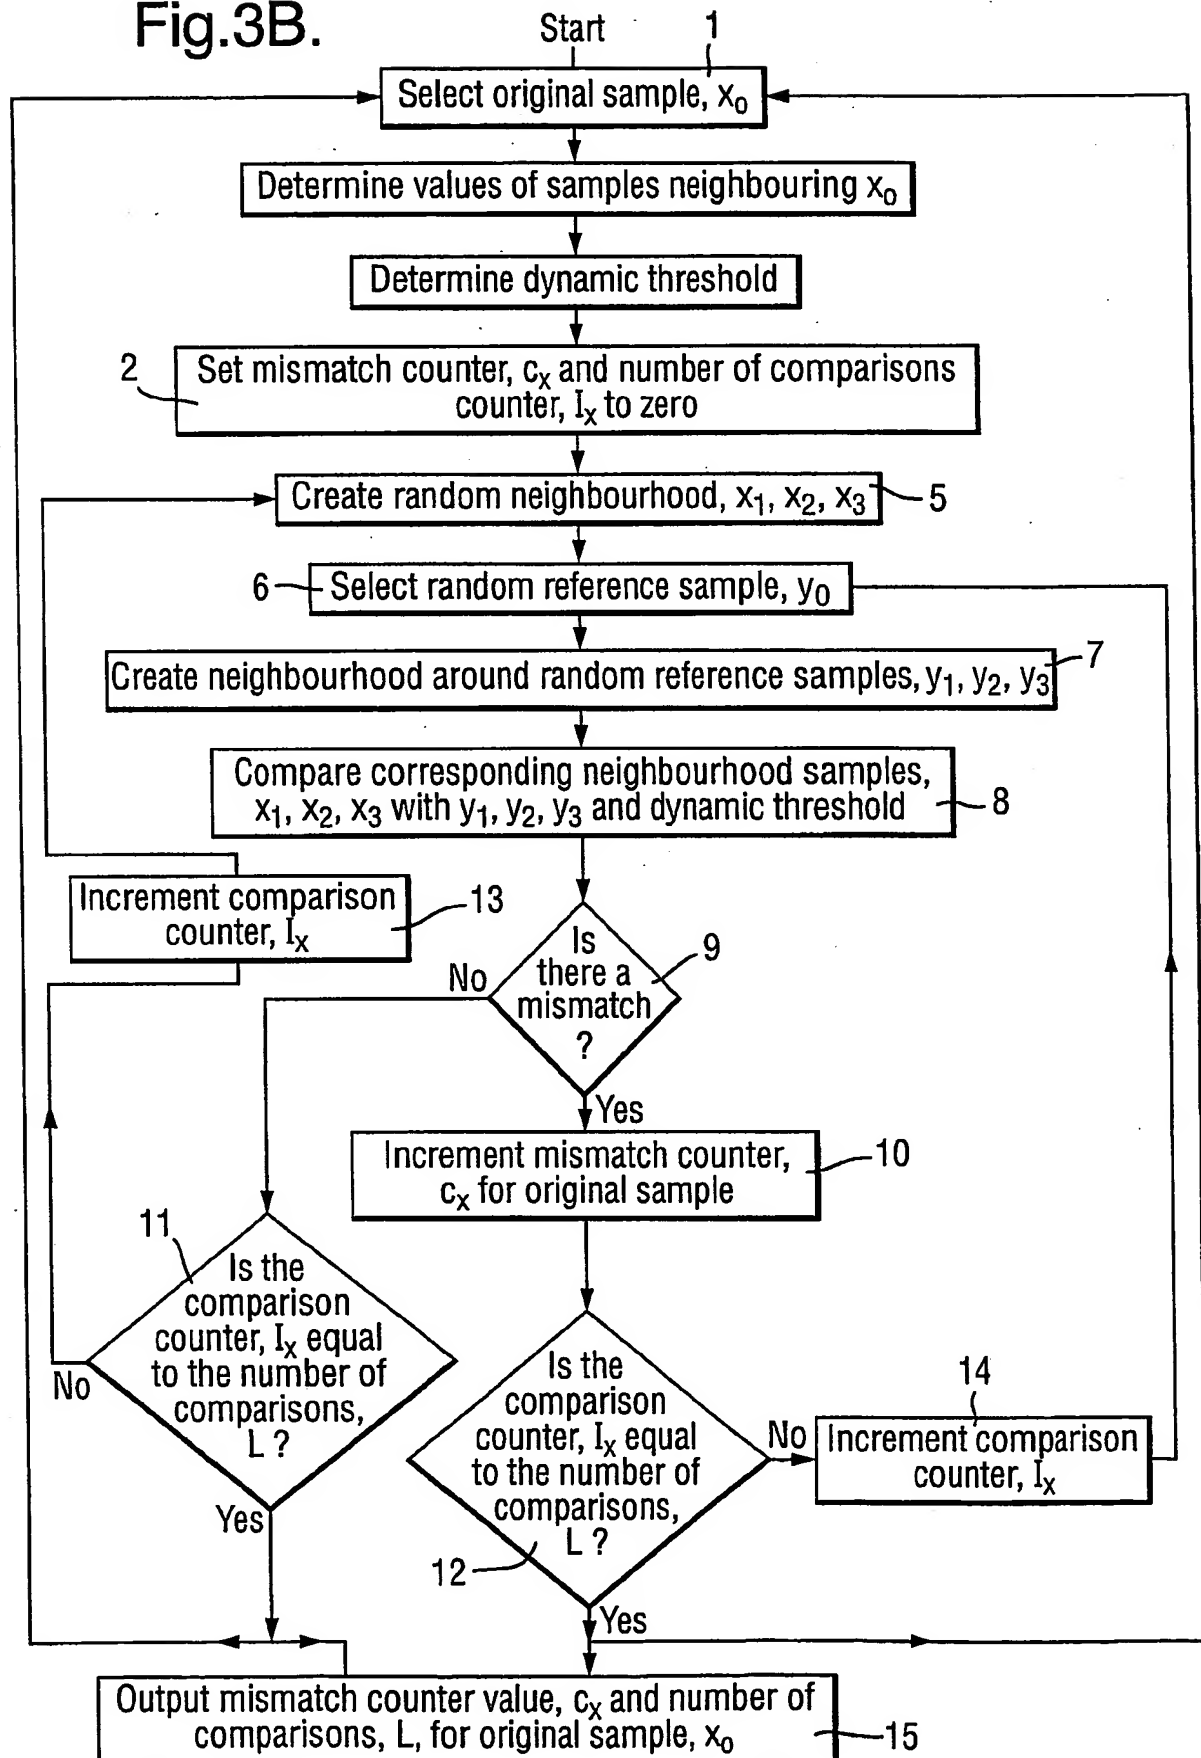 Fig.3B.
Start
1
Select original sample, x₀
Determine values of samples neighbouring x₀
Determine dynamic threshold
2
Set mismatch counter, cₓ and number of comparisons
counter, Iₓ to zero
Create random neighbourhood, x₁, x₂, x₃
5
6
Select random reference sample, y₀
Create neighbourhood around random reference samples, y₁, y₂, y₃
7
Compare corresponding neighbourhood samples,
x₁, x₂, x₃ with y₁, y₂, y₃ and dynamic threshold
8
Increment comparison
counter, Iₓ
13
Is
there a
mismatch
?
9
No
Yes
Increment mismatch counter,
cₓ for original sample
10
11
Is the
comparison
counter, Iₓ equal
to the number of
comparisons,
L ?
No
Yes
Is the
comparison
counter, Iₓ equal
to the number of
comparisons,
L ?
12
No
Yes
14
Increment comparison
counter, Iₓ
Output mismatch counter value, cₓ and number of
comparisons, L, for original sample, x₀
15